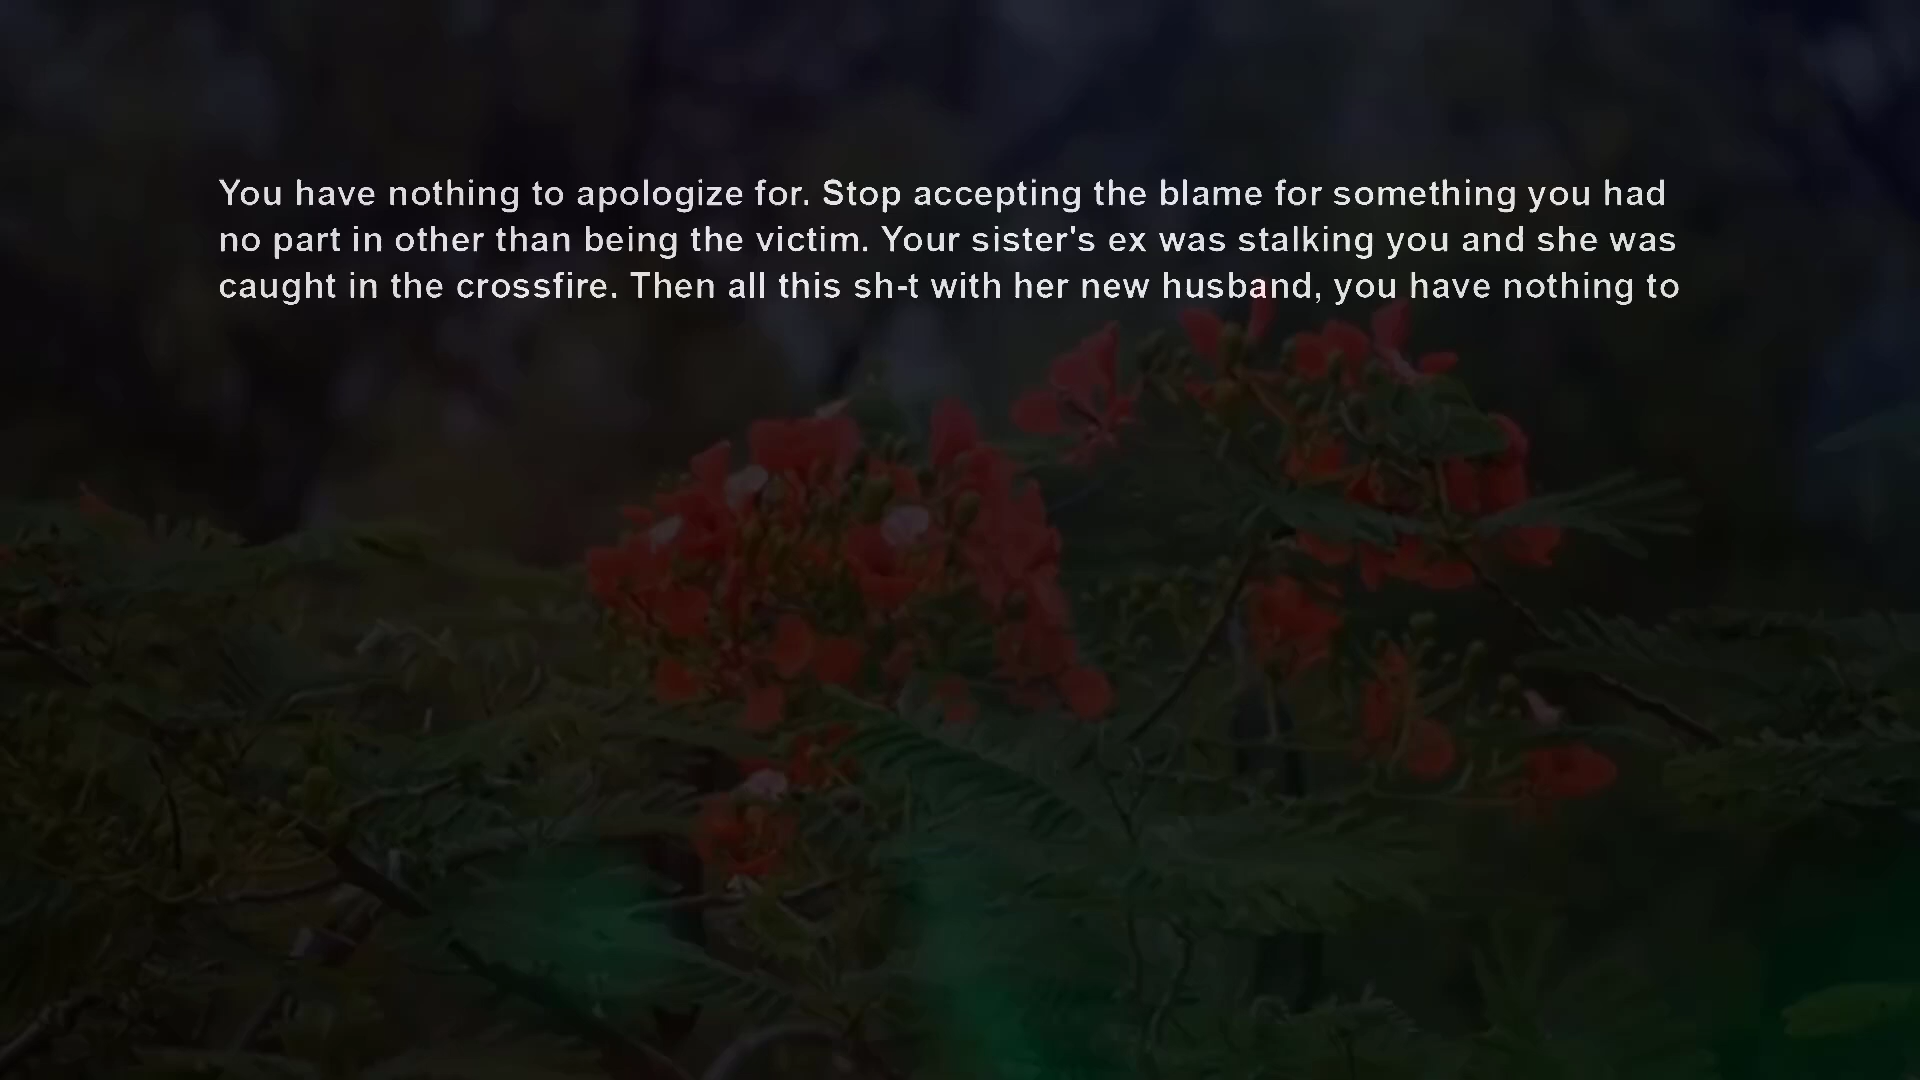 You have nothing to apologize for. Stop accepting the blame for something you had
no part in other than being the victim. Your sister's ex was stalking you and she was
caught in the crossfire. Then all this sh-t with her new husband, you have nothing to